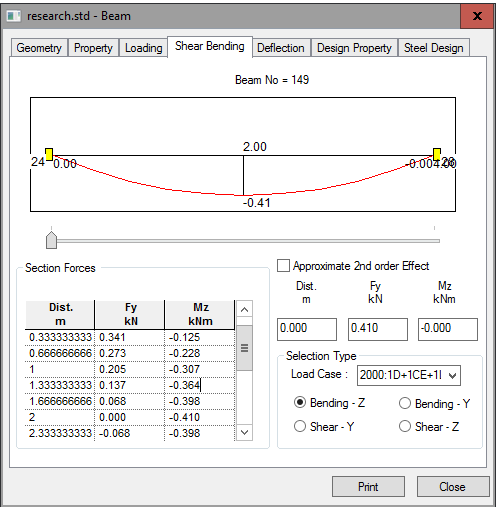 research.std - Beam
x
Geometry Property Loading Shear Bending Deflection Design Property Steel Design
Beam No = 149
2.00
24 0.00
-0.41
Section Forces
Approximate 2nd order Effect
Dist. Fy Mz
m kN kNm
0.000 0.410 -0.000
Dist. Fy Mz
m kN kNm
0.333333333 0.341 -0.125
0.666666666 0.273 -0.228
1 0.205 -0.307
1.333333333 0.137 -0.364
1.666666666 0.068 -0.398
2 0.000 -0.410
2.333333333 -0.068 -0.398
Selection Type
Load Case : 2000:1D+1CE+1I
Bending - Z Bending - Y
Shear - Y Shear - Z
Print Close